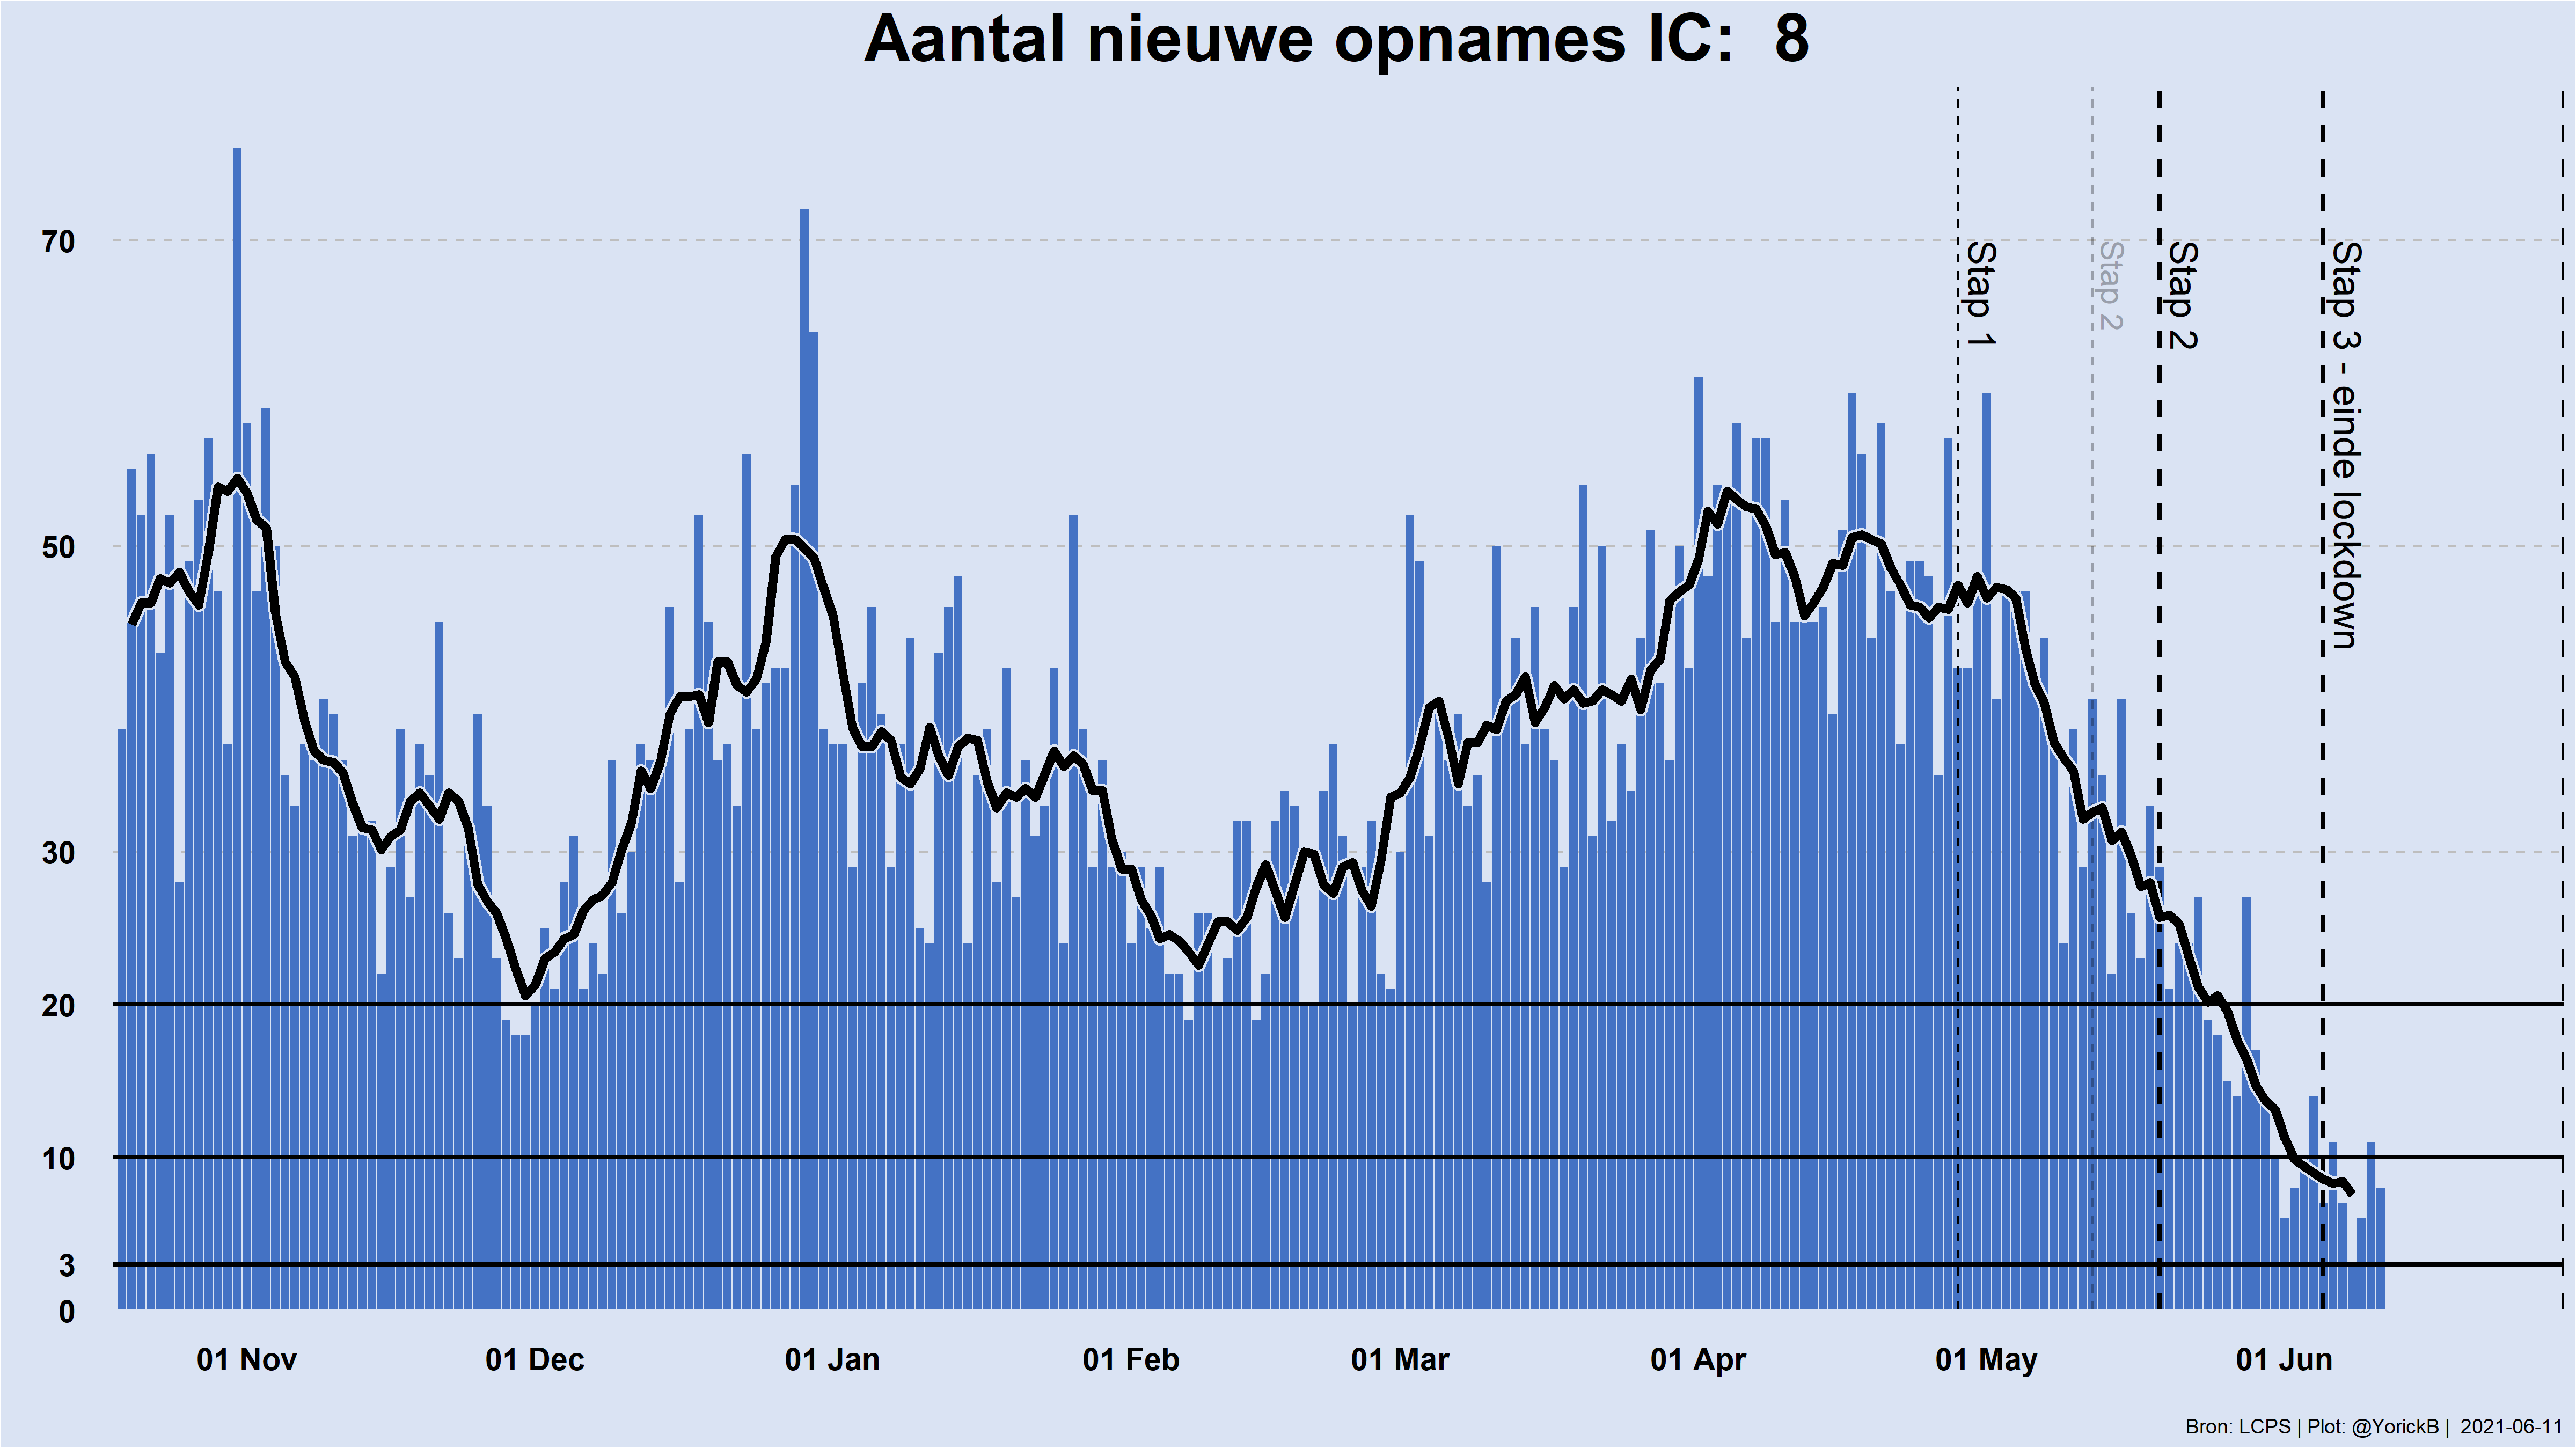 Aantal nieuwe opnames IC: 8
70
50
30
20
10
3
0
Stap 1
Stap 2
Stap 2
Stap 3 - einde lockdown
01 Nov
01 Dec
01 Jan
01 Feb
01 Mar
01 Apr
01 May
01 Jun
Bron: LCPS | Plot: @YorickB | 2021-06-11